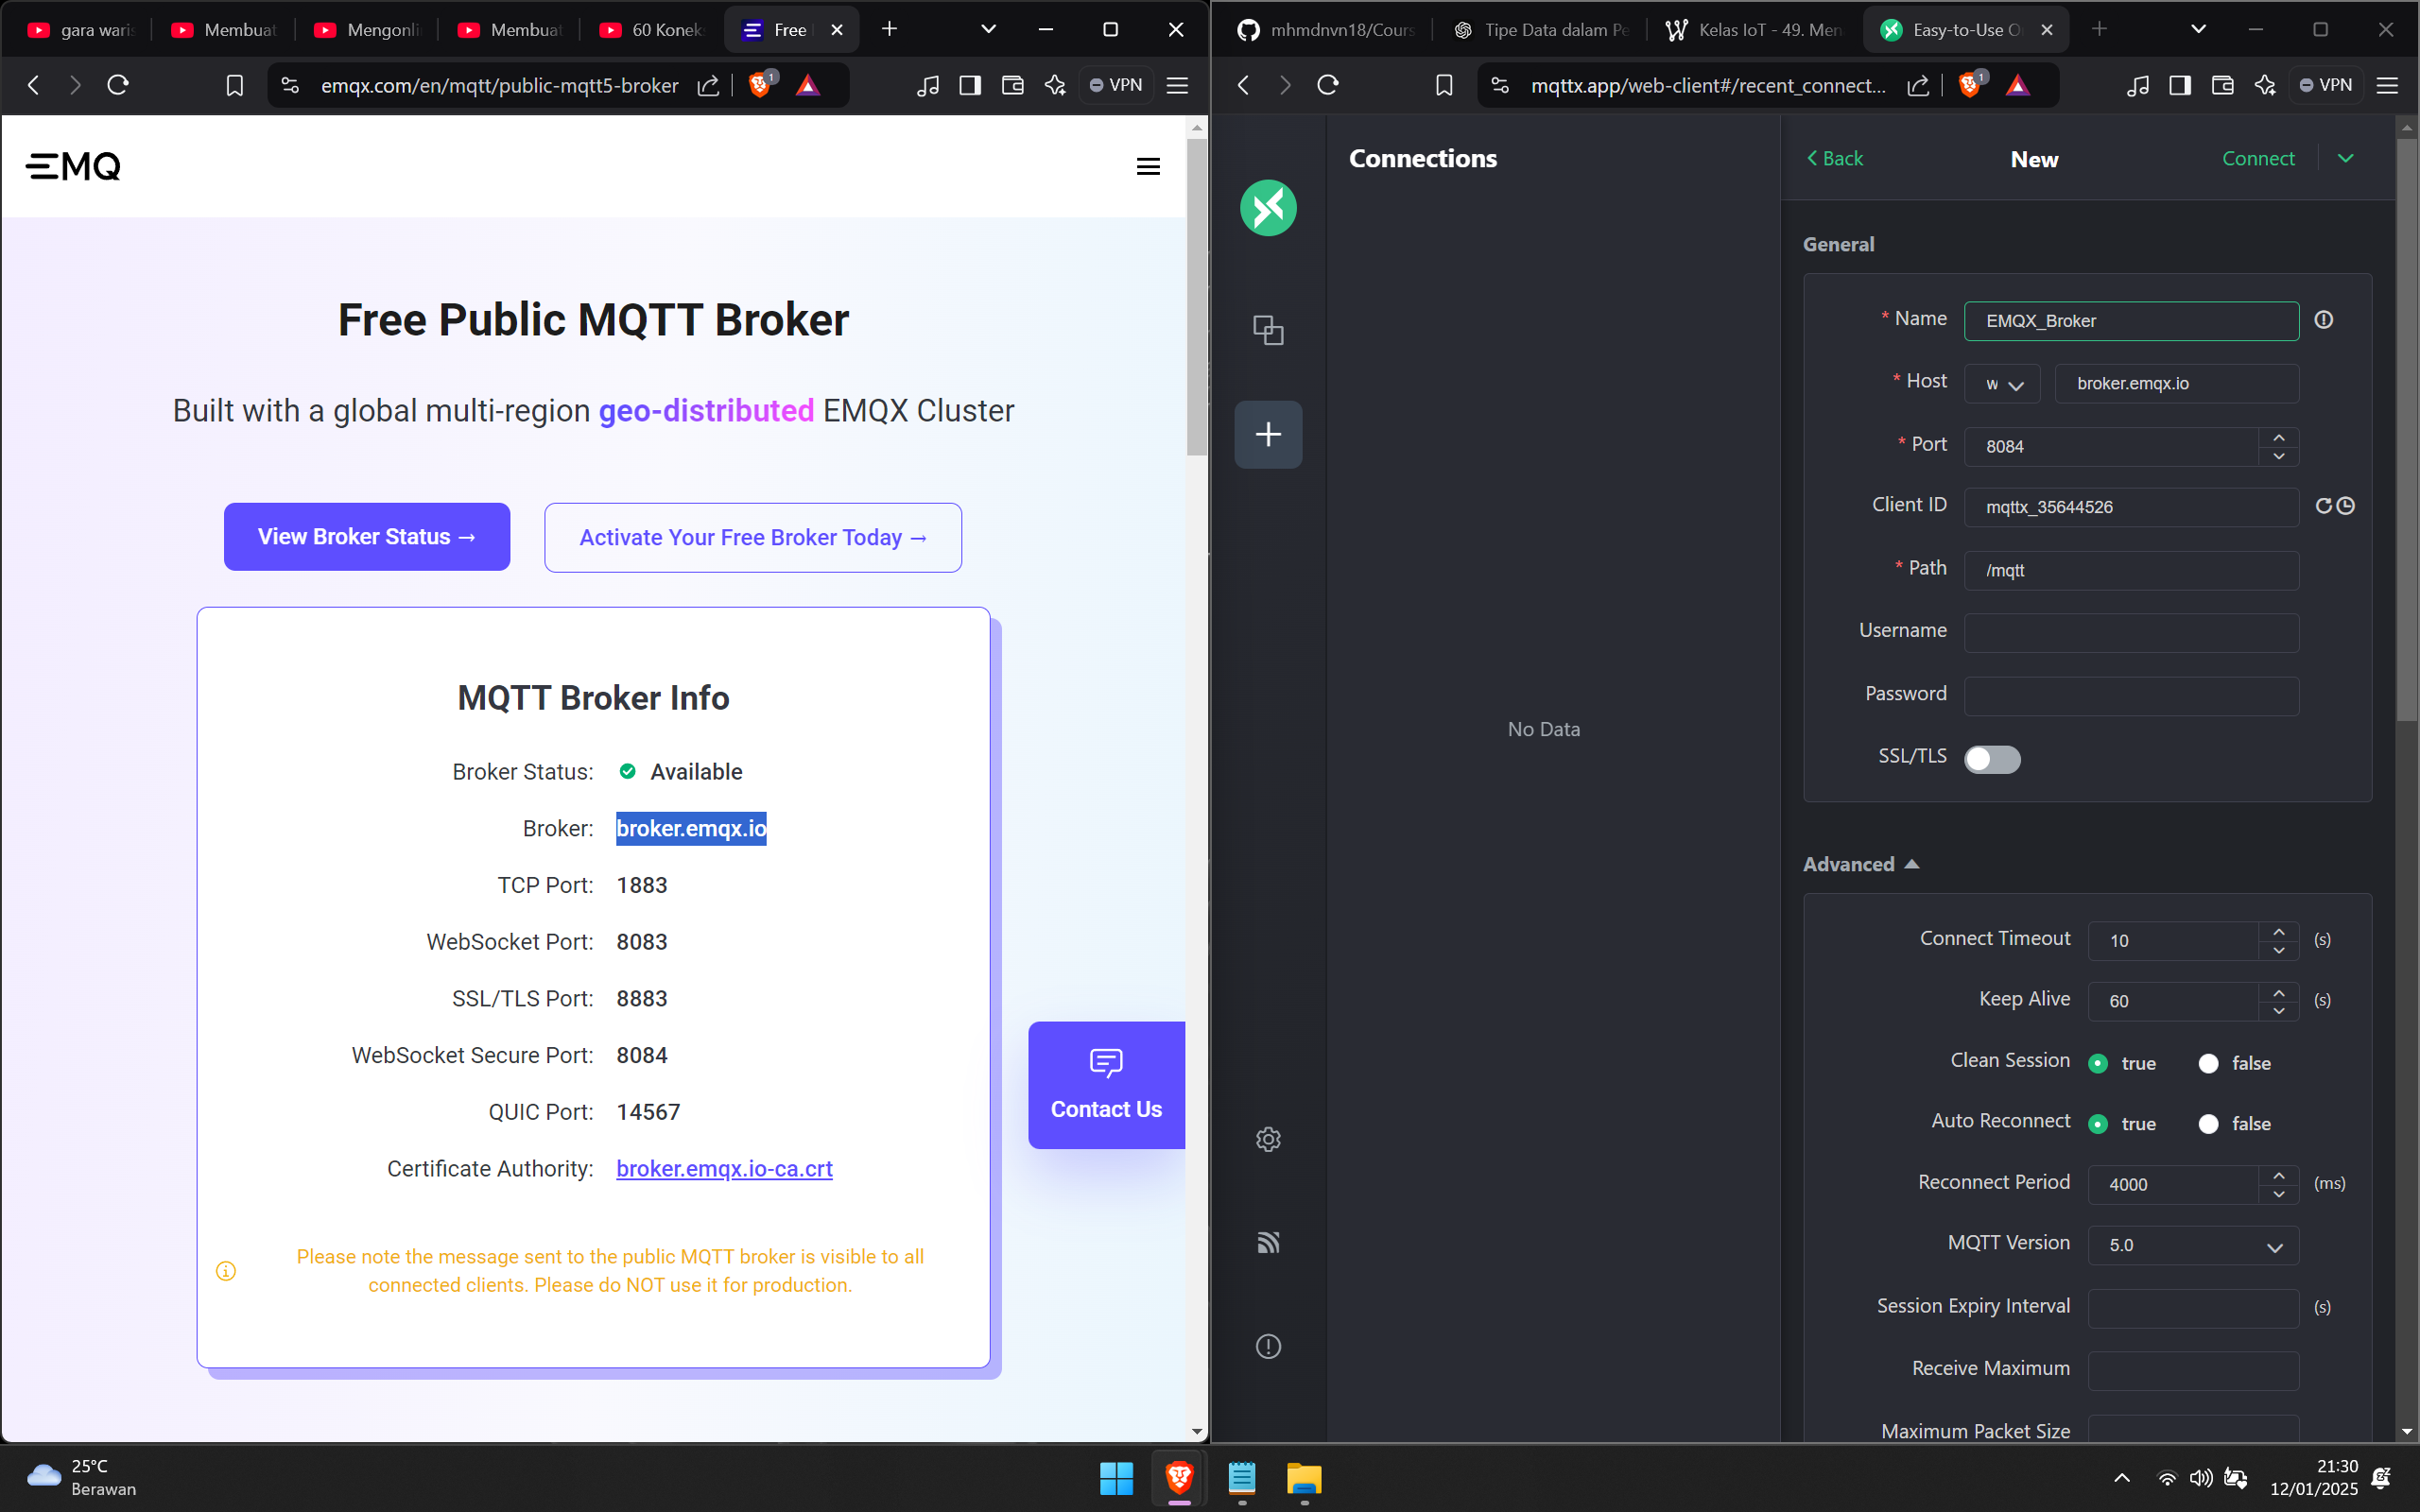 gara waris
Membuat
Mengonli
Membuat
60 Koneks
Free
emqx.com/en/mqtt/public-mqtt5-broker
1
VPN
EMQ
Free Public MQTT Broker
Built with a global multi-region geo-distributed EMQX Cluster
View Broker Status →
Activate Your Free Broker Today →
MQTT Broker Info
Broker Status: Available
Broker: broker.emqx.io
TCP Port: 1883
WebSocket Port: 8083
SSL/TLS Port: 8883
WebSocket Secure Port: 8084
QUIC Port: 14567
Certificate Authority: broker.emqx.io-ca.crt
Please note the message sent to the public MQTT broker is visible to all
connected clients. Please do NOT use it for production.
Contact Us
mhmdnvn18/Cours
Tipe Data dalam Pe
Kelas IoT - 49. Men
Easy-to-Use O
mqttx.app/web-client#/recent_connect...
1
VPN
Connections
No Data
Back
New
Connect
General
* Name EMQX_Broker
* Host w broker.emqx.io
* Port 8084
Client ID mqttx_35644526
* Path /mqtt
Username
Password
SSL/TLS
Advanced
Connect Timeout 10 (s)
Keep Alive 60 (s)
Clean Session true false
Auto Reconnect true false
Reconnect Period 4000 (ms)
MQTT Version 5.0
Session Expiry Interval (s)
Receive Maximum
Maximum Packet Size
25°C
Berawan
21:30
12/01/2025